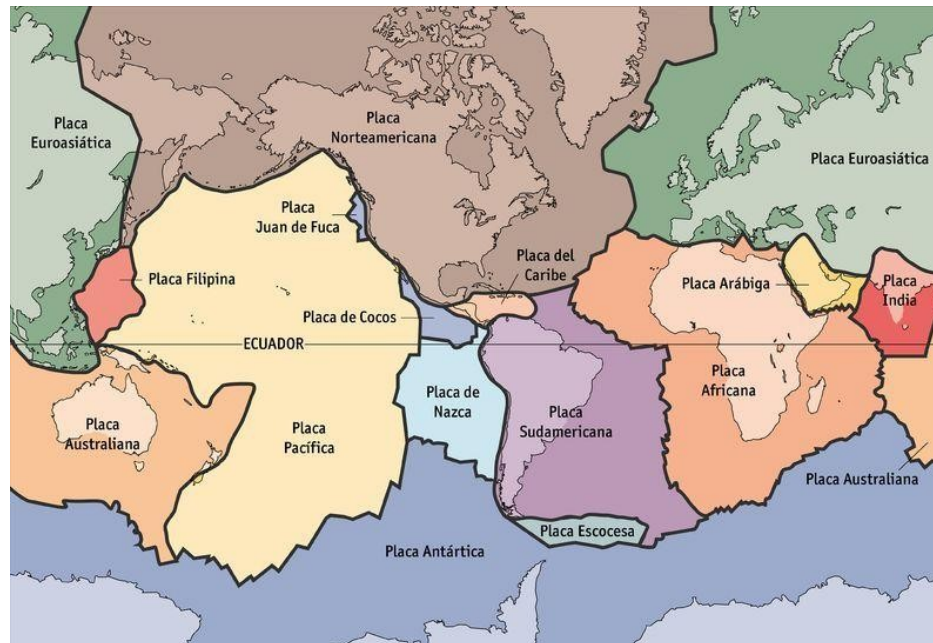 Placa
Euroasiática
Placa
Norteamericana
Placa Euroasiática
Placa
Juan de Fuca
Placa Filipina
Placa del
Caribe
Placa Arábiga
Placa
India
Placa de Cocos
ECUADOR
Placa
Australiana
Placa
Pacífica
Placa de
Nazca
Placa
Sudamericana
Placa
Africana
Placa Australiana
Placa Escocesa
Placa Antártica